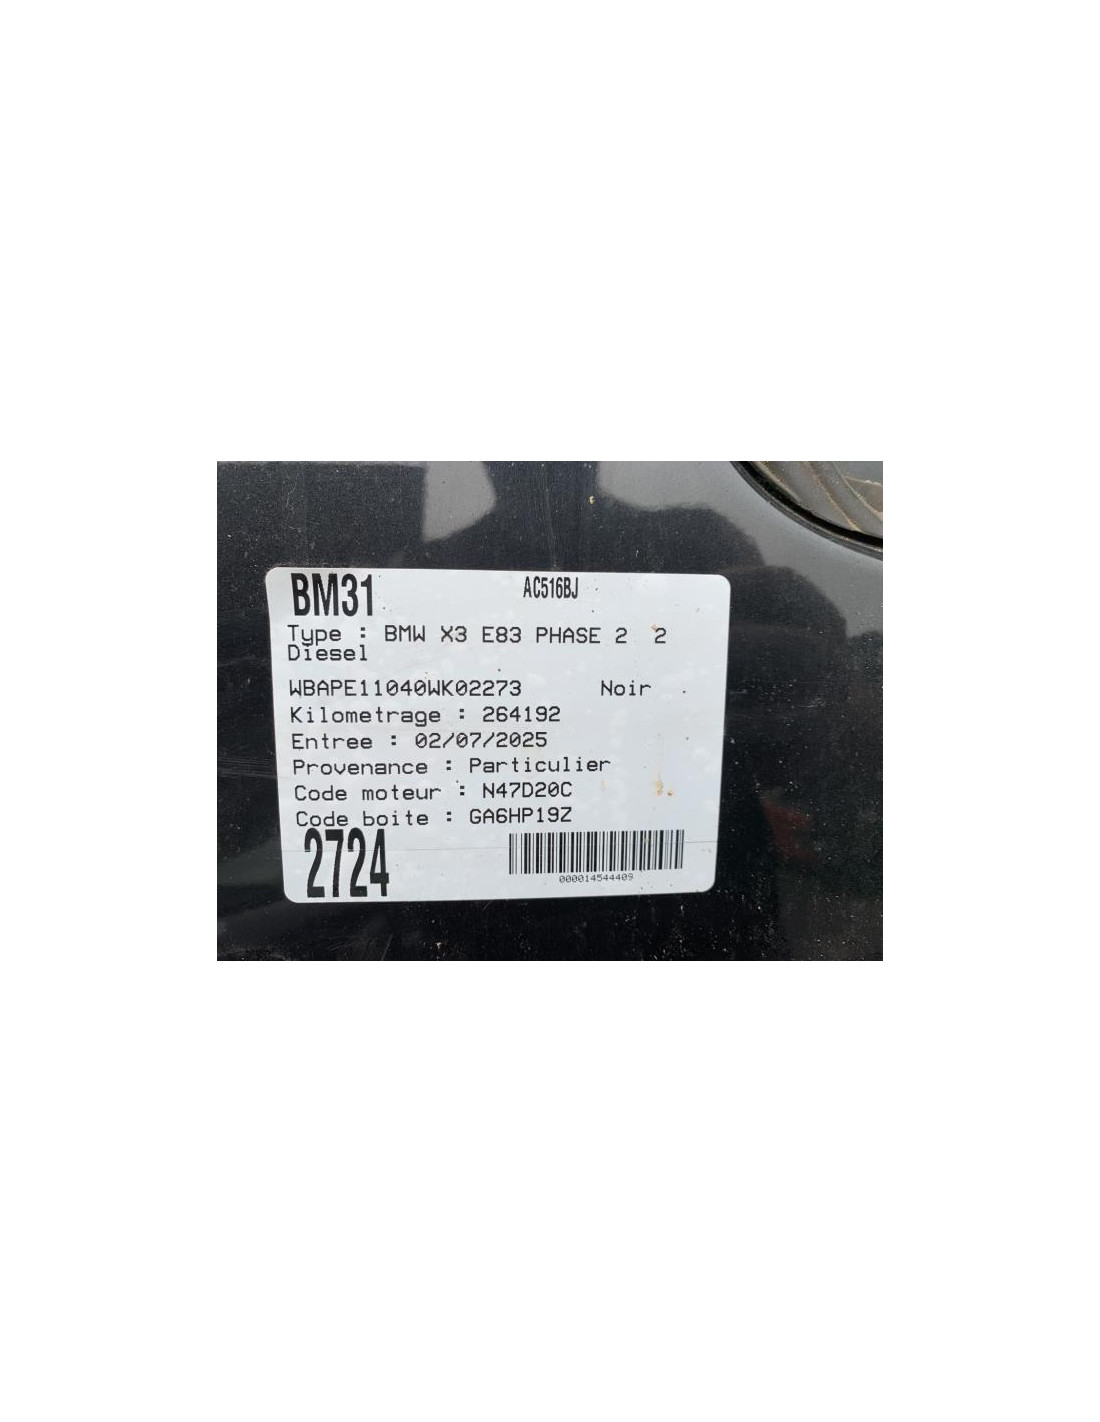 BM31 AC516BJ
Type : BMW X3 E83 PHASE 2 2
Diesel
WBAPE11040WK02273 Noir
Kilometrage : 264192
Entree : 02/07/2025
Provenance : Particulier
Code moteur : N47D20C
Code boite : GA6HP19Z
2724
000014544409